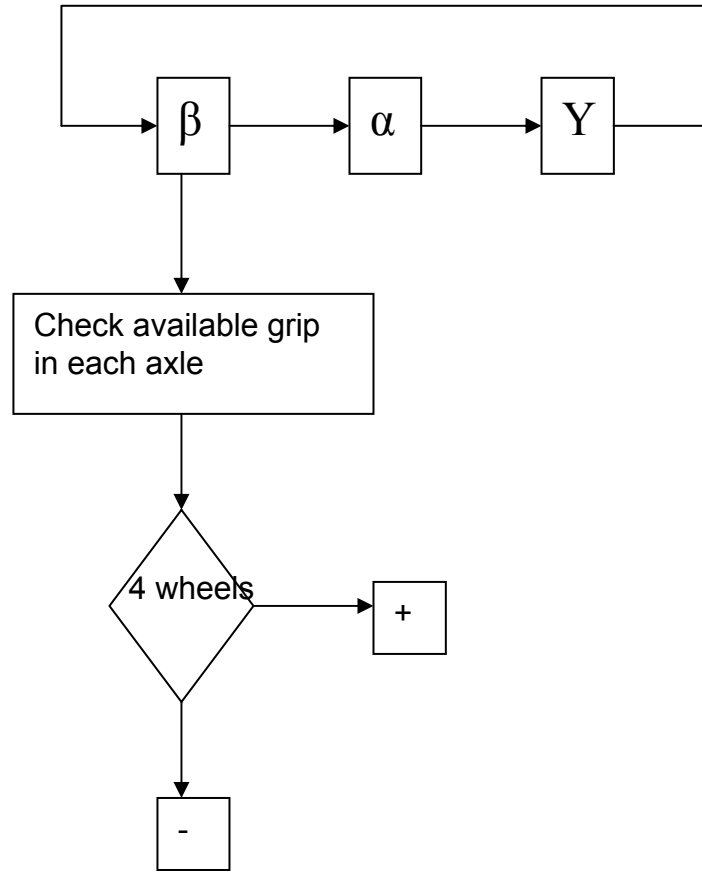 β
α
Υ
Check available grip
in each axle
4 wheels
+
-